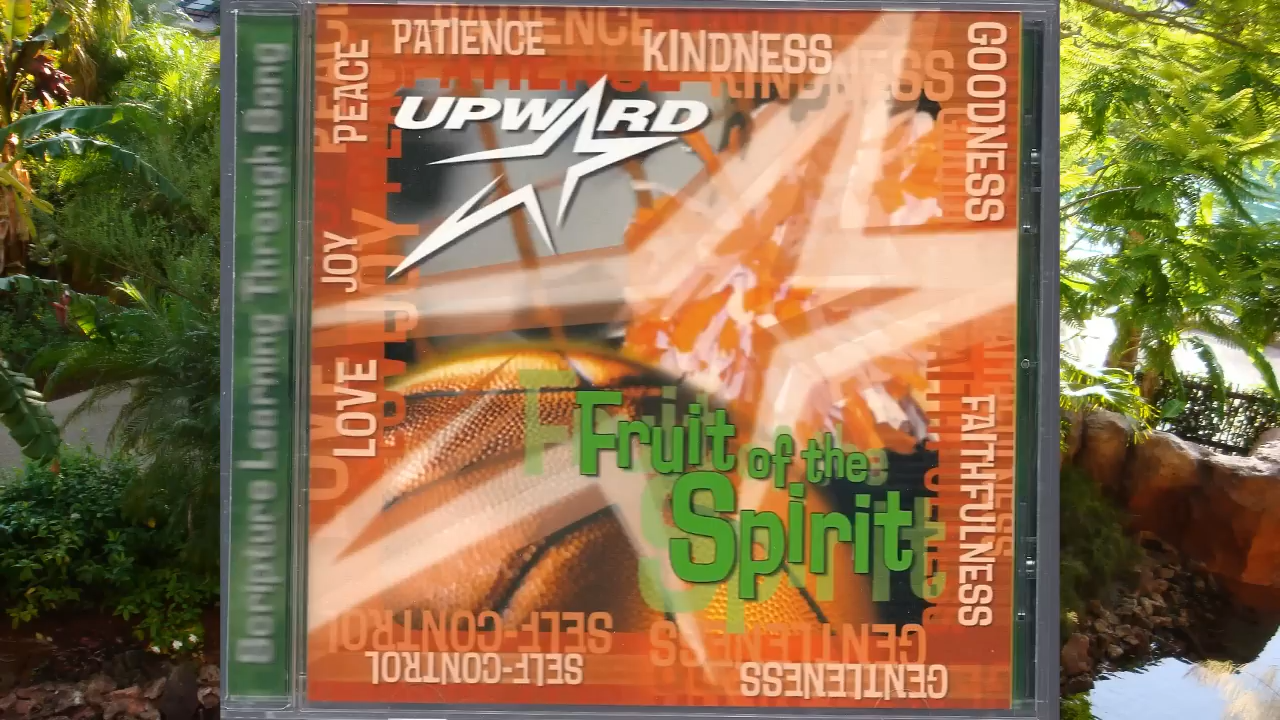 Scripture Learning Through Song
PATIENCE
KINDNESS
GOODNESS
PEACE
UPWARD
JOY
LOVE
Fruit of the
Spirit
FAITHFULNESS
SELF-CONTROL
GENTLENESS